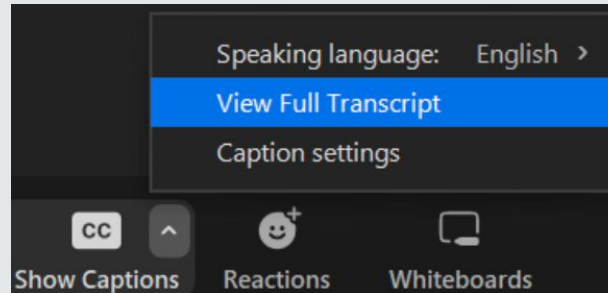 Speaking language: English >
View Full Transcript
Caption settings
CC
Show Captions Reactions Whiteboards